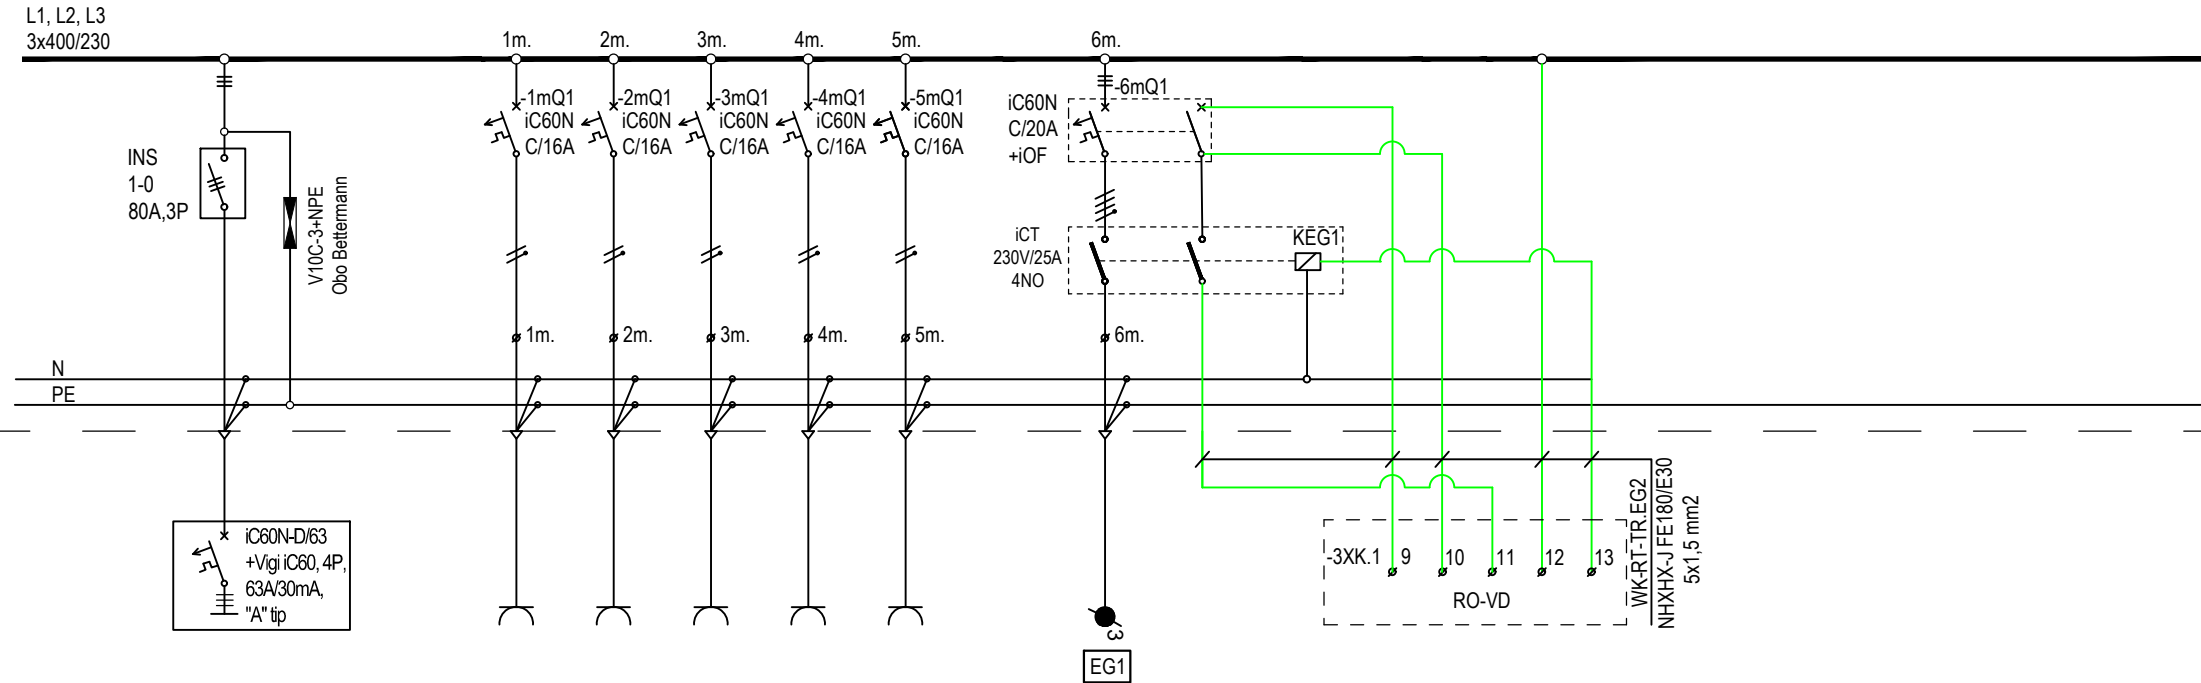 L1, L2, L3
3x400/230
1m.
2m.
3m.
4m.
5m.
6m.
-1mQ1
iC60N
C/16A
-2mQ1
iC60N
C/16A
-3mQ1
iC60N
C/16A
-4mQ1
iC60N
C/16A
-5mQ1
iC60N
C/16A
-6mQ1
iC60N
C/20A
+iOF
INS
1-0
80A,3P
V10C-3+NPE
Obo Bettermann
iCT
230V/25A
4NO
KEG1
1m.
2m.
3m.
4m.
5m.
6m.
N
PE
iC60N-D/63
+Vigi iC60, 4P,
63A/30mA,
"A" tip
3
EG1
-3XK.1
9
10
11
12
13
RO-VD
WK-RT-TR.EG2
NHXHX-J FE180/E30
5x1,5 mm2